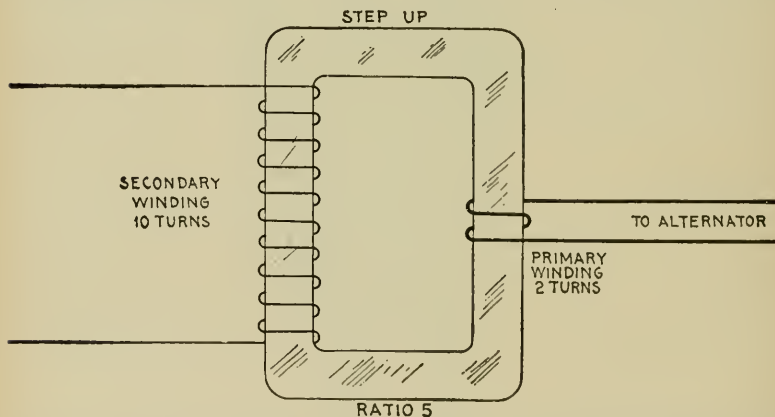 STEP UP
SECONDARY
WINDING
10 TURNS
TO ALTERNATOR
PRIMARY
WINDING
2 TURNS
RATIO 5